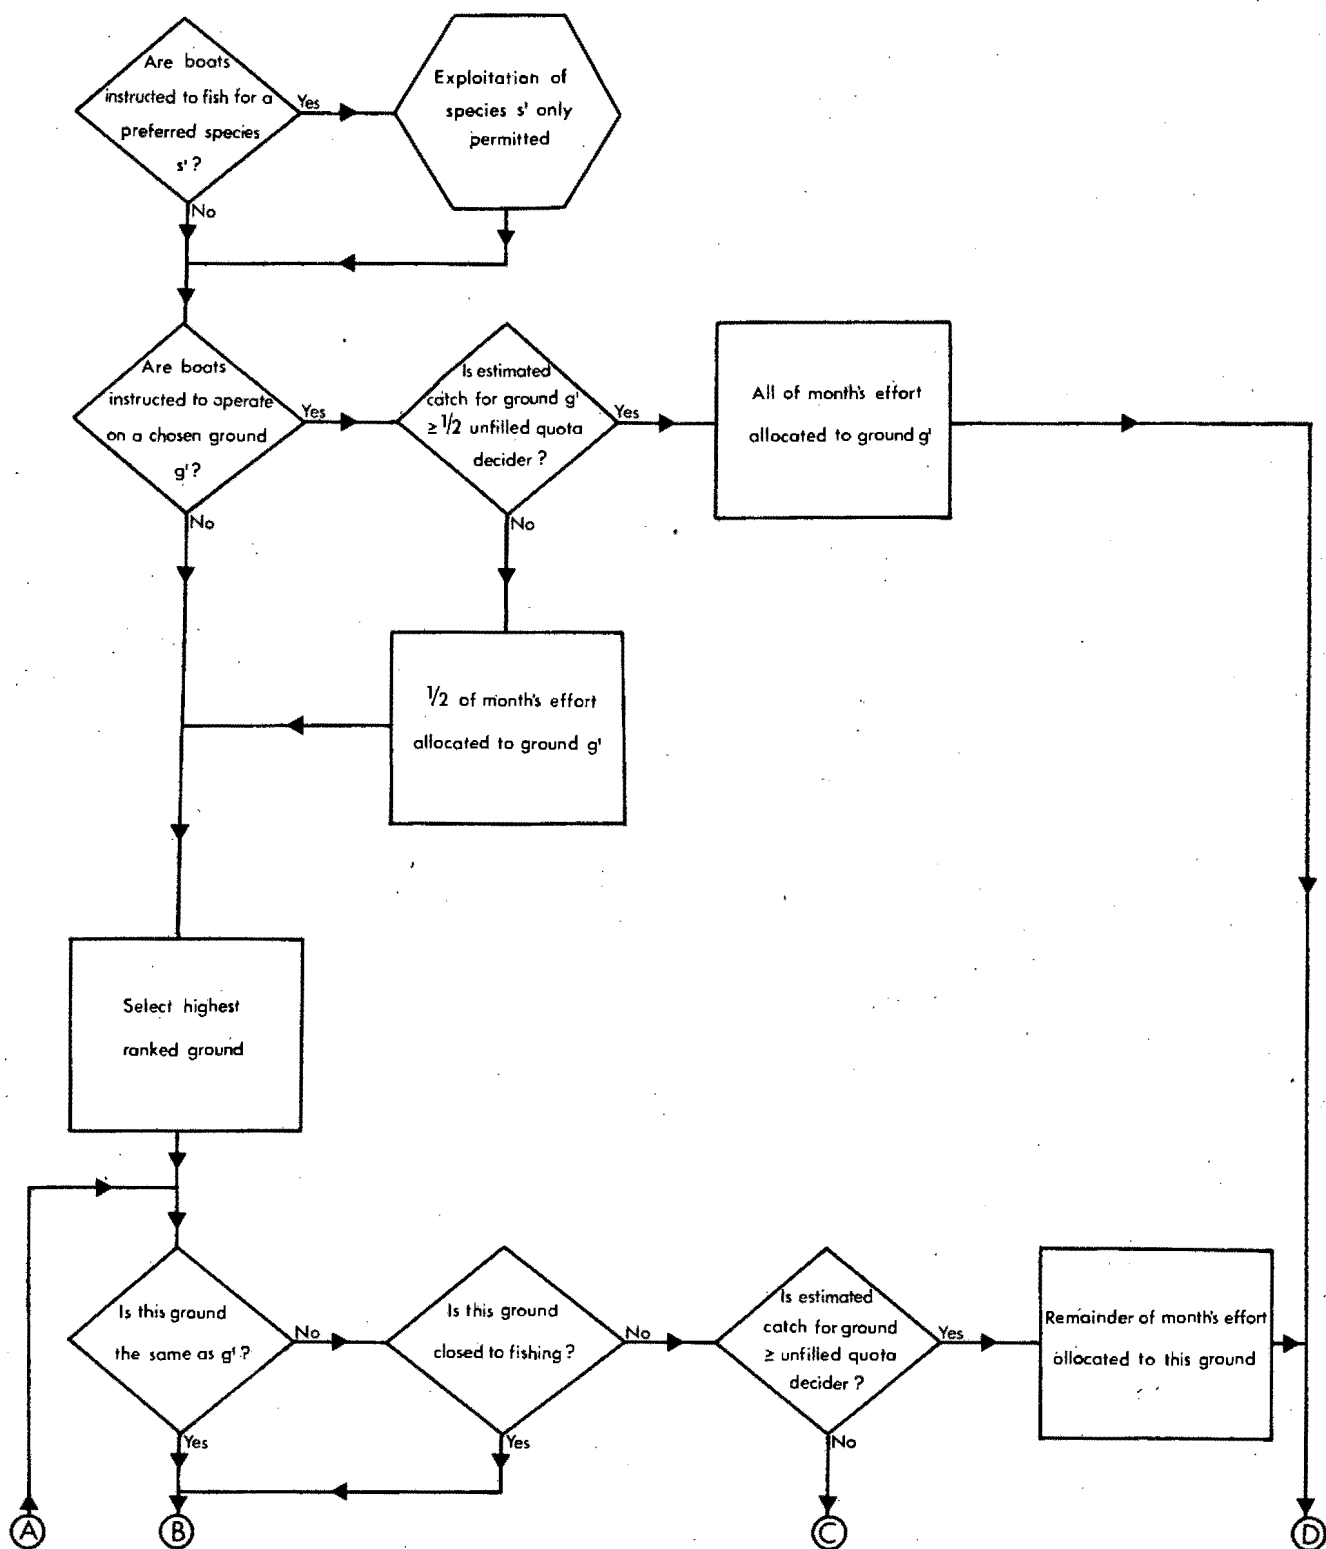 Are boats
instructed to fish for a
preferred species
s'?
Yes
Exploitation of
species s' only
permitted
No
Are boats
instructed to operate
on a chosen ground
g'?
Yes
Is estimated
catch for ground g'
≥ 1/2 unfilled quota
decider?
Yes
All of month's effort
allocated to ground g'
No
No
1/2 of month's effort
allocated to ground g'
Select highest
ranked ground
Is this ground
the same as g'?
No
Is this ground
closed to fishing?
No
Is estimated
catch for ground
≥ unfilled quota
decider?
Yes
Remainder of month's effort
allocated to this ground
Yes
Yes
No
A
B
C
D